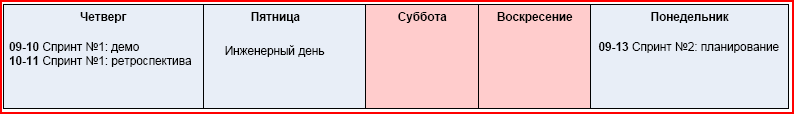 Четверг
09-10 Спринт №1: демо
10-11 Спринт №1: ретроспектива
Пятница
Инженерный день
Суббота
Воскресение
Понедельник
09-13 Спринт №2: планирование